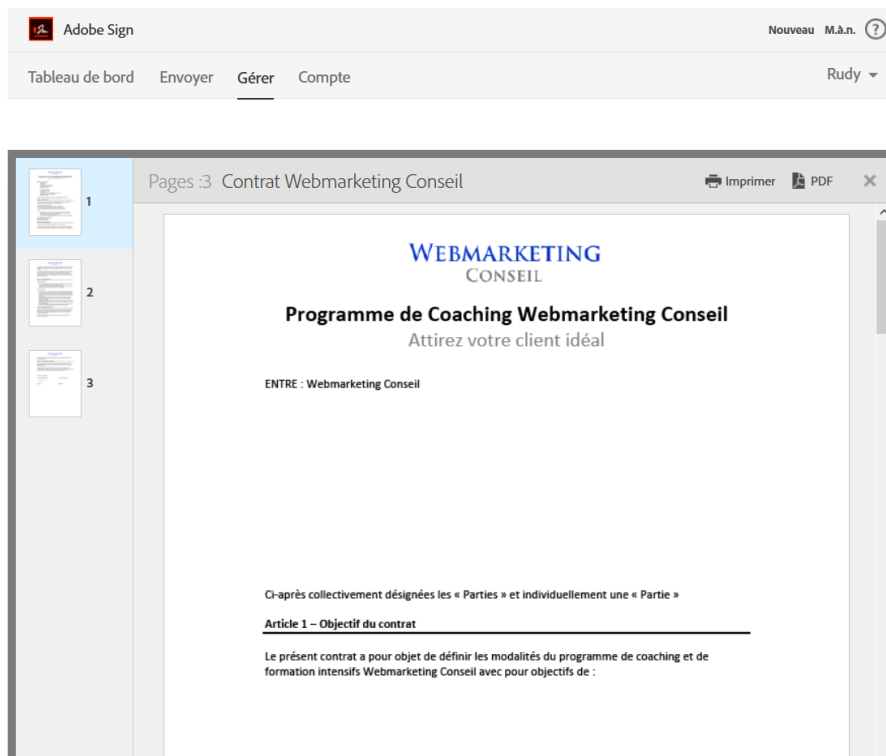 Adobe Sign
Nouveau M.à.n. ?
Tableau de bord Envoyer Gérer Compte Rudy
1
2
3
Pages :3 Contrat Webmarketing Conseil Imprimer PDF
WEBMARKETING
CONSEIL
Programme de Coaching Webmarketing Conseil
Attirez votre client idéal
ENTRE : Webmarketing Conseil
Ci-après collectivement désignées les « Parties » et individuellement une « Partie »
Article 1 – Objectif du contrat
Le présent contrat a pour objet de définir les modalités du programme de coaching et de
formation intensifs Webmarketing Conseil avec pour objectifs de :